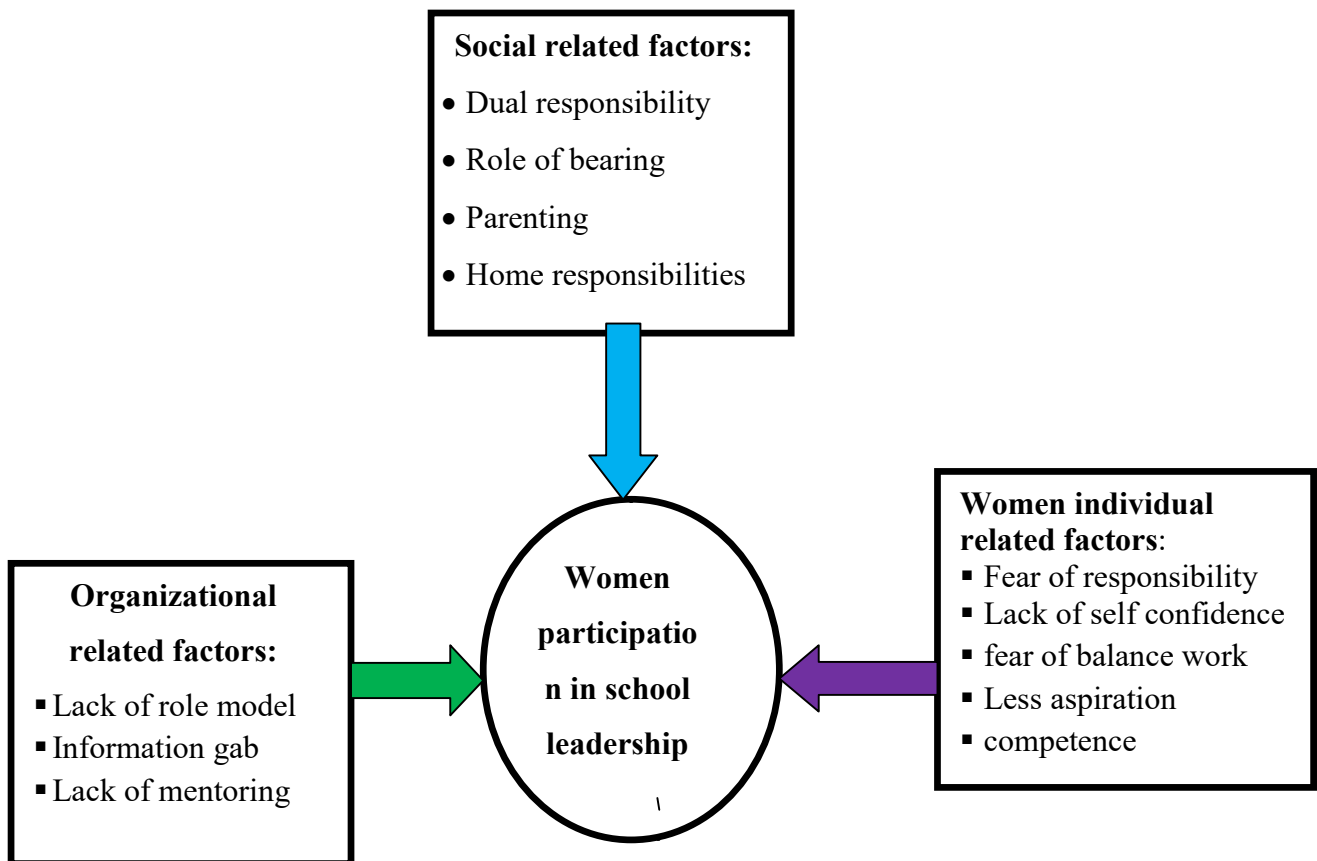 Social related factors:
• Dual responsibility
• Role of bearing
• Parenting
• Home responsibilities
Women individual
related factors:
▪ Fear of responsibility
▪ Lack of self confidence
▪ fear of balance work
▪ Less aspiration
▪ competence
Organizational
related factors:
▪ Lack of role model
▪ Information gab
▪ Lack of mentoring
Women
participatio
n in school
leadership
\